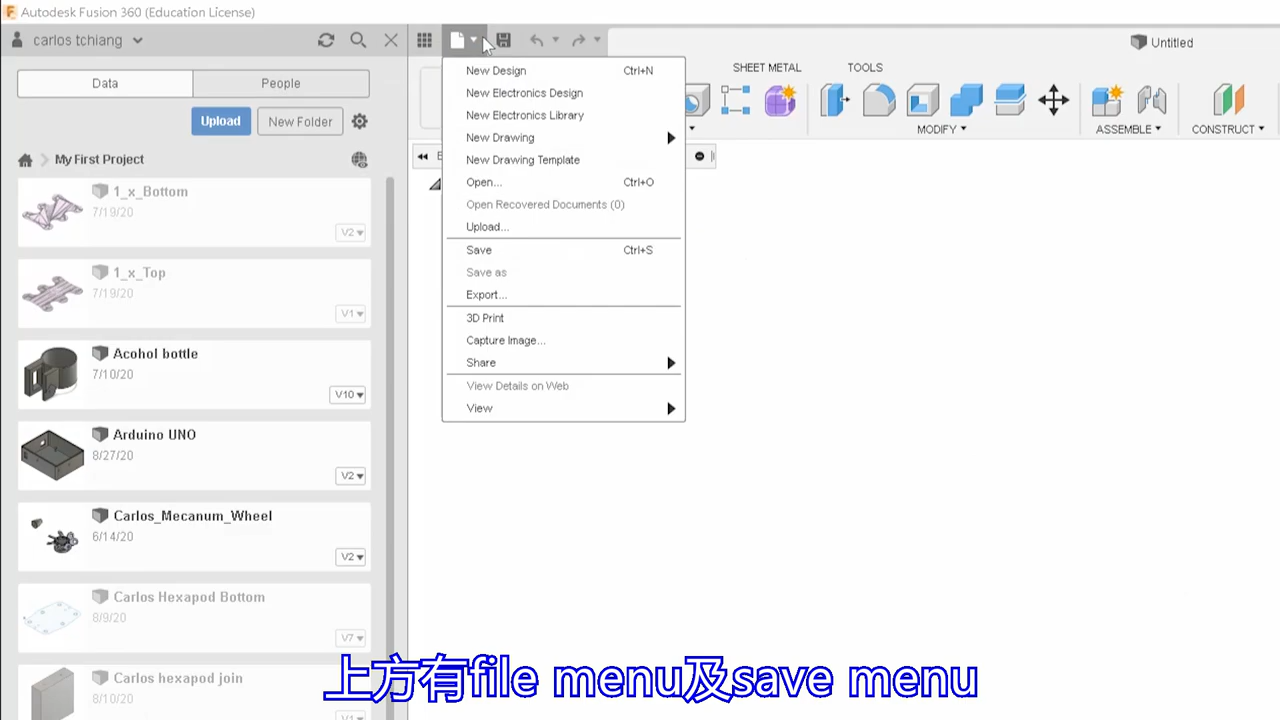 Autodesk Fusion 360 (Education License)
carlos tchiang
Untitled
Data
People
Upload
New Folder
My First Project
1_x_Bottom
7/19/20
V2
1_x_Top
7/19/20
V1
Acohol bottle
7/10/20
V10
Arduino UNO
8/27/20
V2
Carlos_Mecanum_Wheel
6/14/20
V2
Carlos Hexapod Bottom
8/9/20
V7
Carlos hexapod join
8/10/20
V1
New Design Ctrl+N
New Electronics Design
New Electronics Library
New Drawing
New Drawing Template
Open... Ctrl+O
Open Recovered Documents (0)
Upload...
Save Ctrl+S
Save as
Export...
3D Print
Capture Image...
Share
View Details on Web
View
SHEET METAL
TOOLS
MODIFY
ASSEMBLE
CONSTRUCT
上方有file menu及save menu